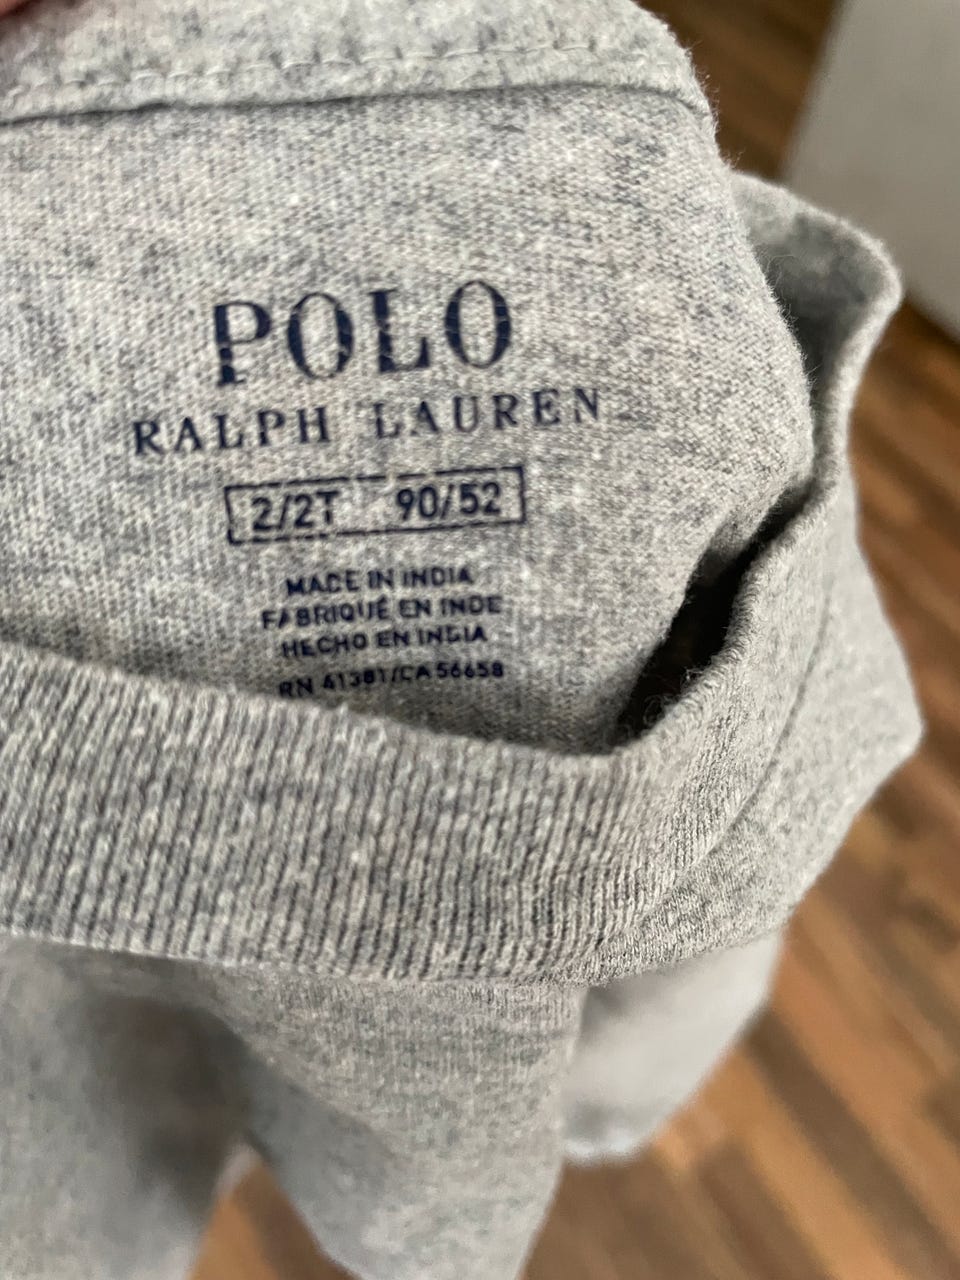 POLO
RALPH LAUREN
2/2T 90/52
MADE IN INDIA
FABRIQUÉ EN INDE
HECHO EN INDIA
RN 41381/CA 56658